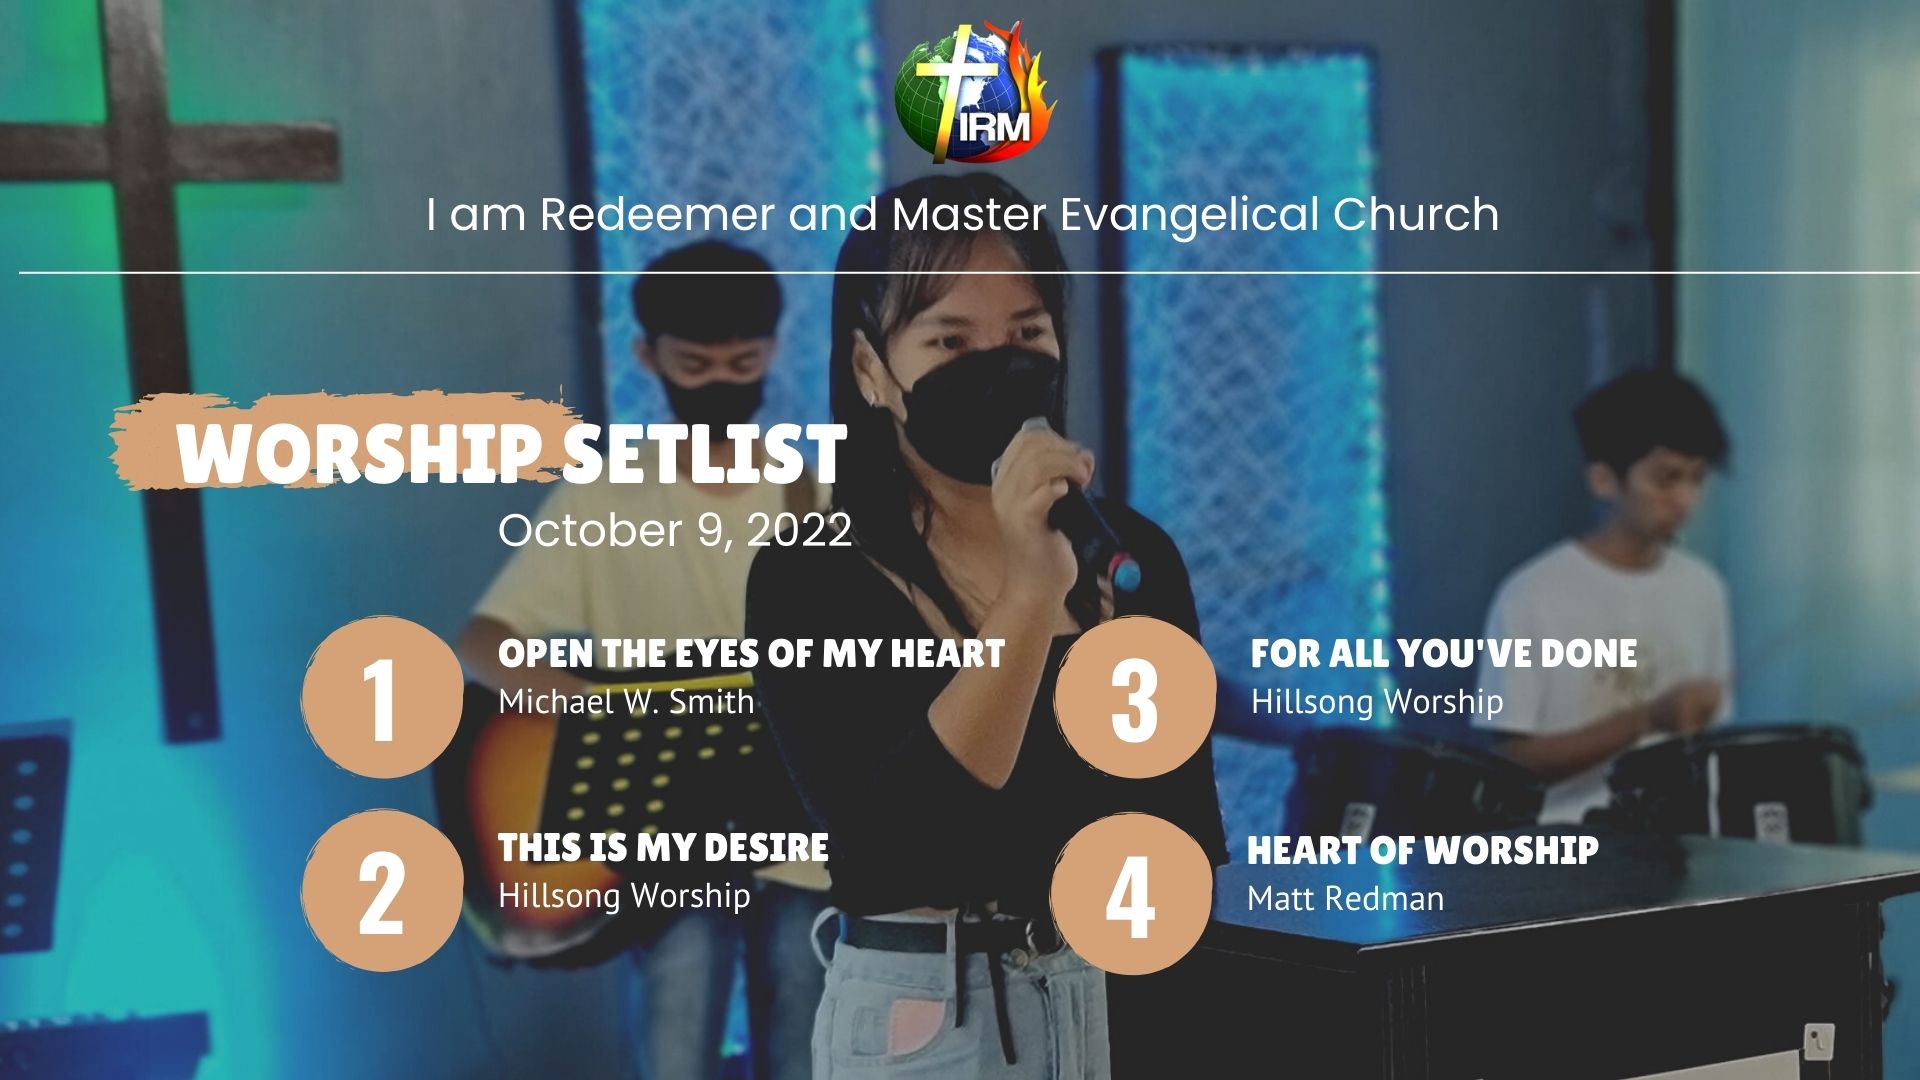 IRM
I am Redeemer and Master Evangelical Church
WORSHIP SETLIST
October 9, 2022
1
OPEN THE EYES OF MY HEART
Michael W. Smith
2
THIS IS MY DESIRE
Hillsong Worship
3
FOR ALL YOU'VE DONE
Hillsong Worship
4
HEART OF WORSHIP
Matt Redman